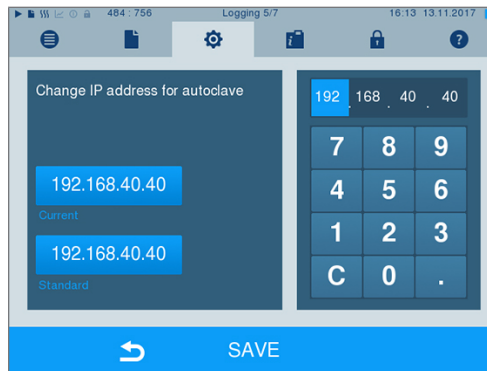 484 : 756 Logging 5/7 16:13 13.11.2017
Change IP address for autoclave
192.168.40.40
Current
192.168.40.40
Standard
192 . 168 . 40 . 40
7 8 9
4 5 6
1 2 3
C 0 .
SAVE